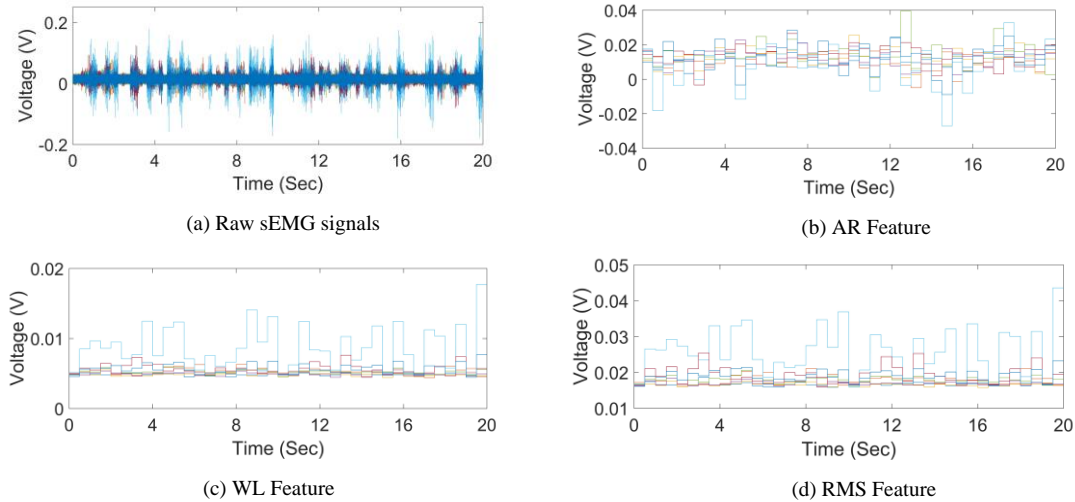 0.2
0
-0.2
Voltage (V)
0 4 8 12 16 20
Time (Sec)
(a) Raw sEMG signals
0.04
0.02
0
-0.02
-0.04
Voltage (V)
0 4 8 12 16 20
Time (Sec)
(b) AR Feature
0.02
0.01
0
Voltage (V)
0 4 8 12 16 20
Time (Sec)
(c) WL Feature
0.05
0.04
0.03
0.02
0.01
Voltage (V)
0 4 8 12 16 20
Time (Sec)
(d) RMS Feature